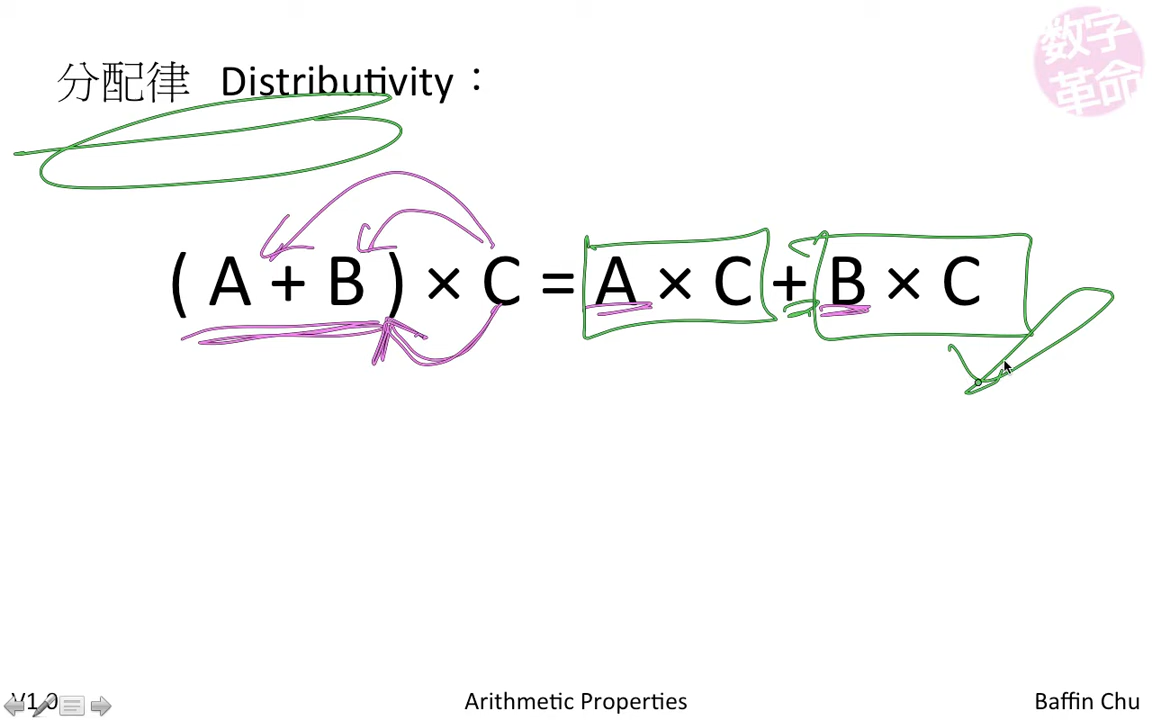 数字
革命
分配律 Distributivity：
( A + B ) × C = A × C + B × C
V1.0
Arithmetic Properties
Baffin Chu